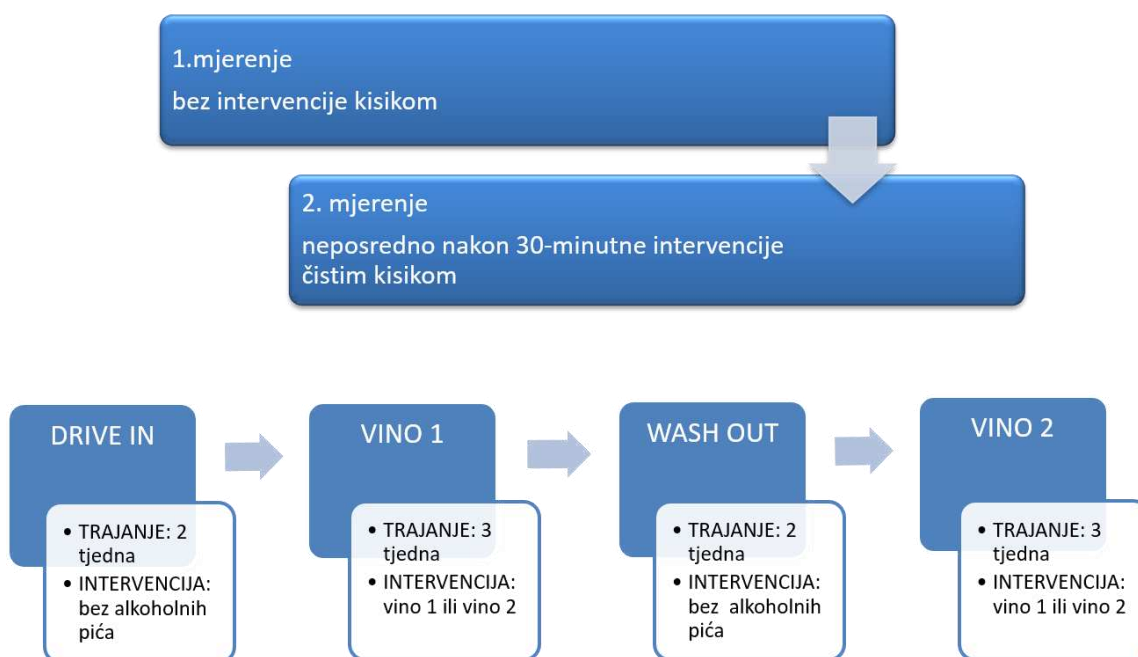 1.mjerenje
bez intervencije kisikom
2. mjerenje
neposredno nakon 30-minutne intervencije
čistim kisikom
DRIVE IN
• TRAJANJE: 2
tjedna
• INTERVENCIJA:
bez alkoholnih
pića
VINO 1
• TRAJANJE: 3
tjedna
• INTERVENCIJA:
vino 1 ili vino 2
WASH OUT
• TRAJANJE: 2
tjedna
• INTERVENCIJA:
bez alkoholnih
pića
VINO 2
• TRAJANJE: 3
tjedna
• INTERVENCIJA:
vino 1 ili vino 2